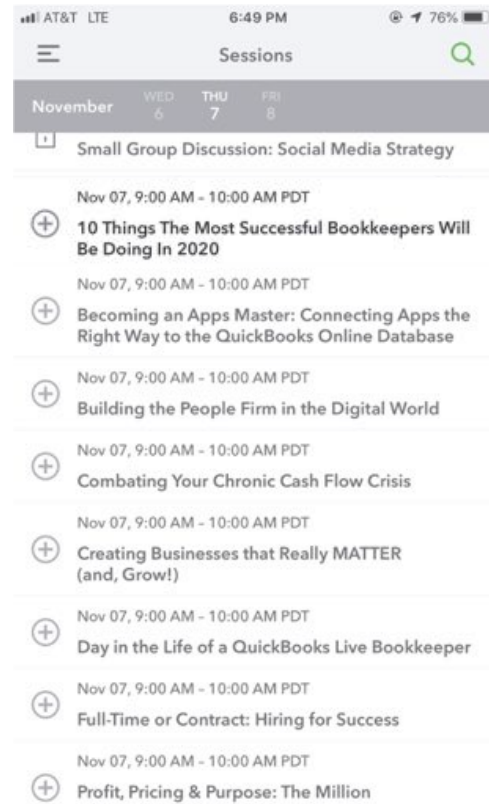 AT&T LTE 6:49 PM 76%
Sessions
November WED 6 THU 7 FRI 8
Small Group Discussion: Social Media Strategy
Nov 07, 9:00 AM – 10:00 AM PDT
10 Things The Most Successful Bookkeepers Will
Be Doing In 2020
Nov 07, 9:00 AM – 10:00 AM PDT
Becoming an Apps Master: Connecting Apps the
Right Way to the QuickBooks Online Database
Nov 07, 9:00 AM – 10:00 AM PDT
Building the People Firm in the Digital World
Nov 07, 9:00 AM – 10:00 AM PDT
Combating Your Chronic Cash Flow Crisis
Nov 07, 9:00 AM – 10:00 AM PDT
Creating Businesses that Really MATTER
(and, Grow!)
Nov 07, 9:00 AM – 10:00 AM PDT
Day in the Life of a QuickBooks Live Bookkeeper
Nov 07, 9:00 AM – 10:00 AM PDT
Full-Time or Contract: Hiring for Success
Nov 07, 9:00 AM – 10:00 AM PDT
Profit, Pricing & Purpose: The Million